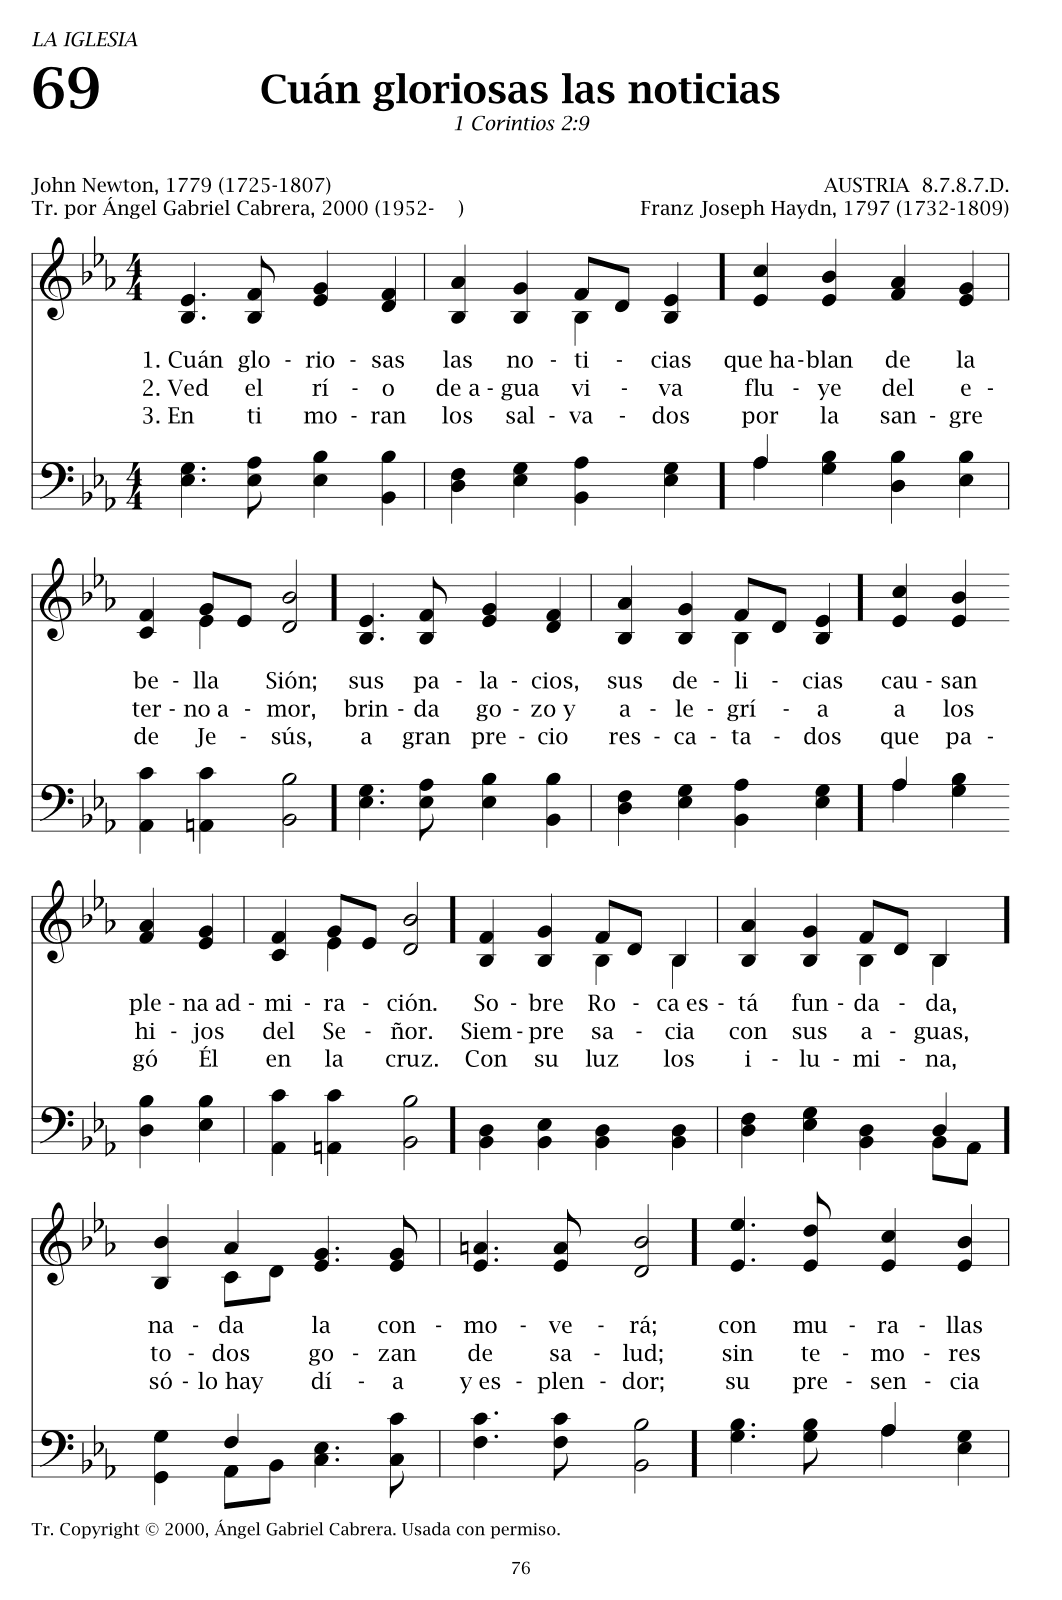 LA IGLESIA
69
Cuán gloriosas las noticias
1 Corintios 2:9
John Newton, 1779 (1725-1807)
AUSTRIA 8.7.8.7.D.
Tr. por Ángel Gabriel Cabrera, 2000 (1952- )
Franz Joseph Haydn, 1797 (1732-1809)
1. Cuán glo - rio - sas las no - ti - cias que ha - blan de la
2. Ved el rí - o de a - gua vi - va flu - ye del e -
3. En ti mo - ran los sal - va - dos por la san - gre
be - lla Sión; sus pa - la - cios, sus de - li - cias cau - san
ter - no a - mor, brin - da go - zo y a - le - grí - a a los
de Je - sús, a gran pre - cio res - ca - ta - dos que pa -
ple - na ad - mi - ra - ción. So - bre Ro - ca es - tá fun - da - da,
hi - jos del Se - ñor. Siem - pre sa - cia con sus a - guas,
gó Él en la cruz. Con su luz los i - lu - mi - na,
na - da la con - mo - ve - rá; con mu - ra - llas
to - dos go - zan de sa - lud; sin te - mo - res
só - lo hay dí - a y es - plen - dor; su pre - sen - cia
Tr. Copyright © 2000, Ángel Gabriel Cabrera. Usada con permiso.
76